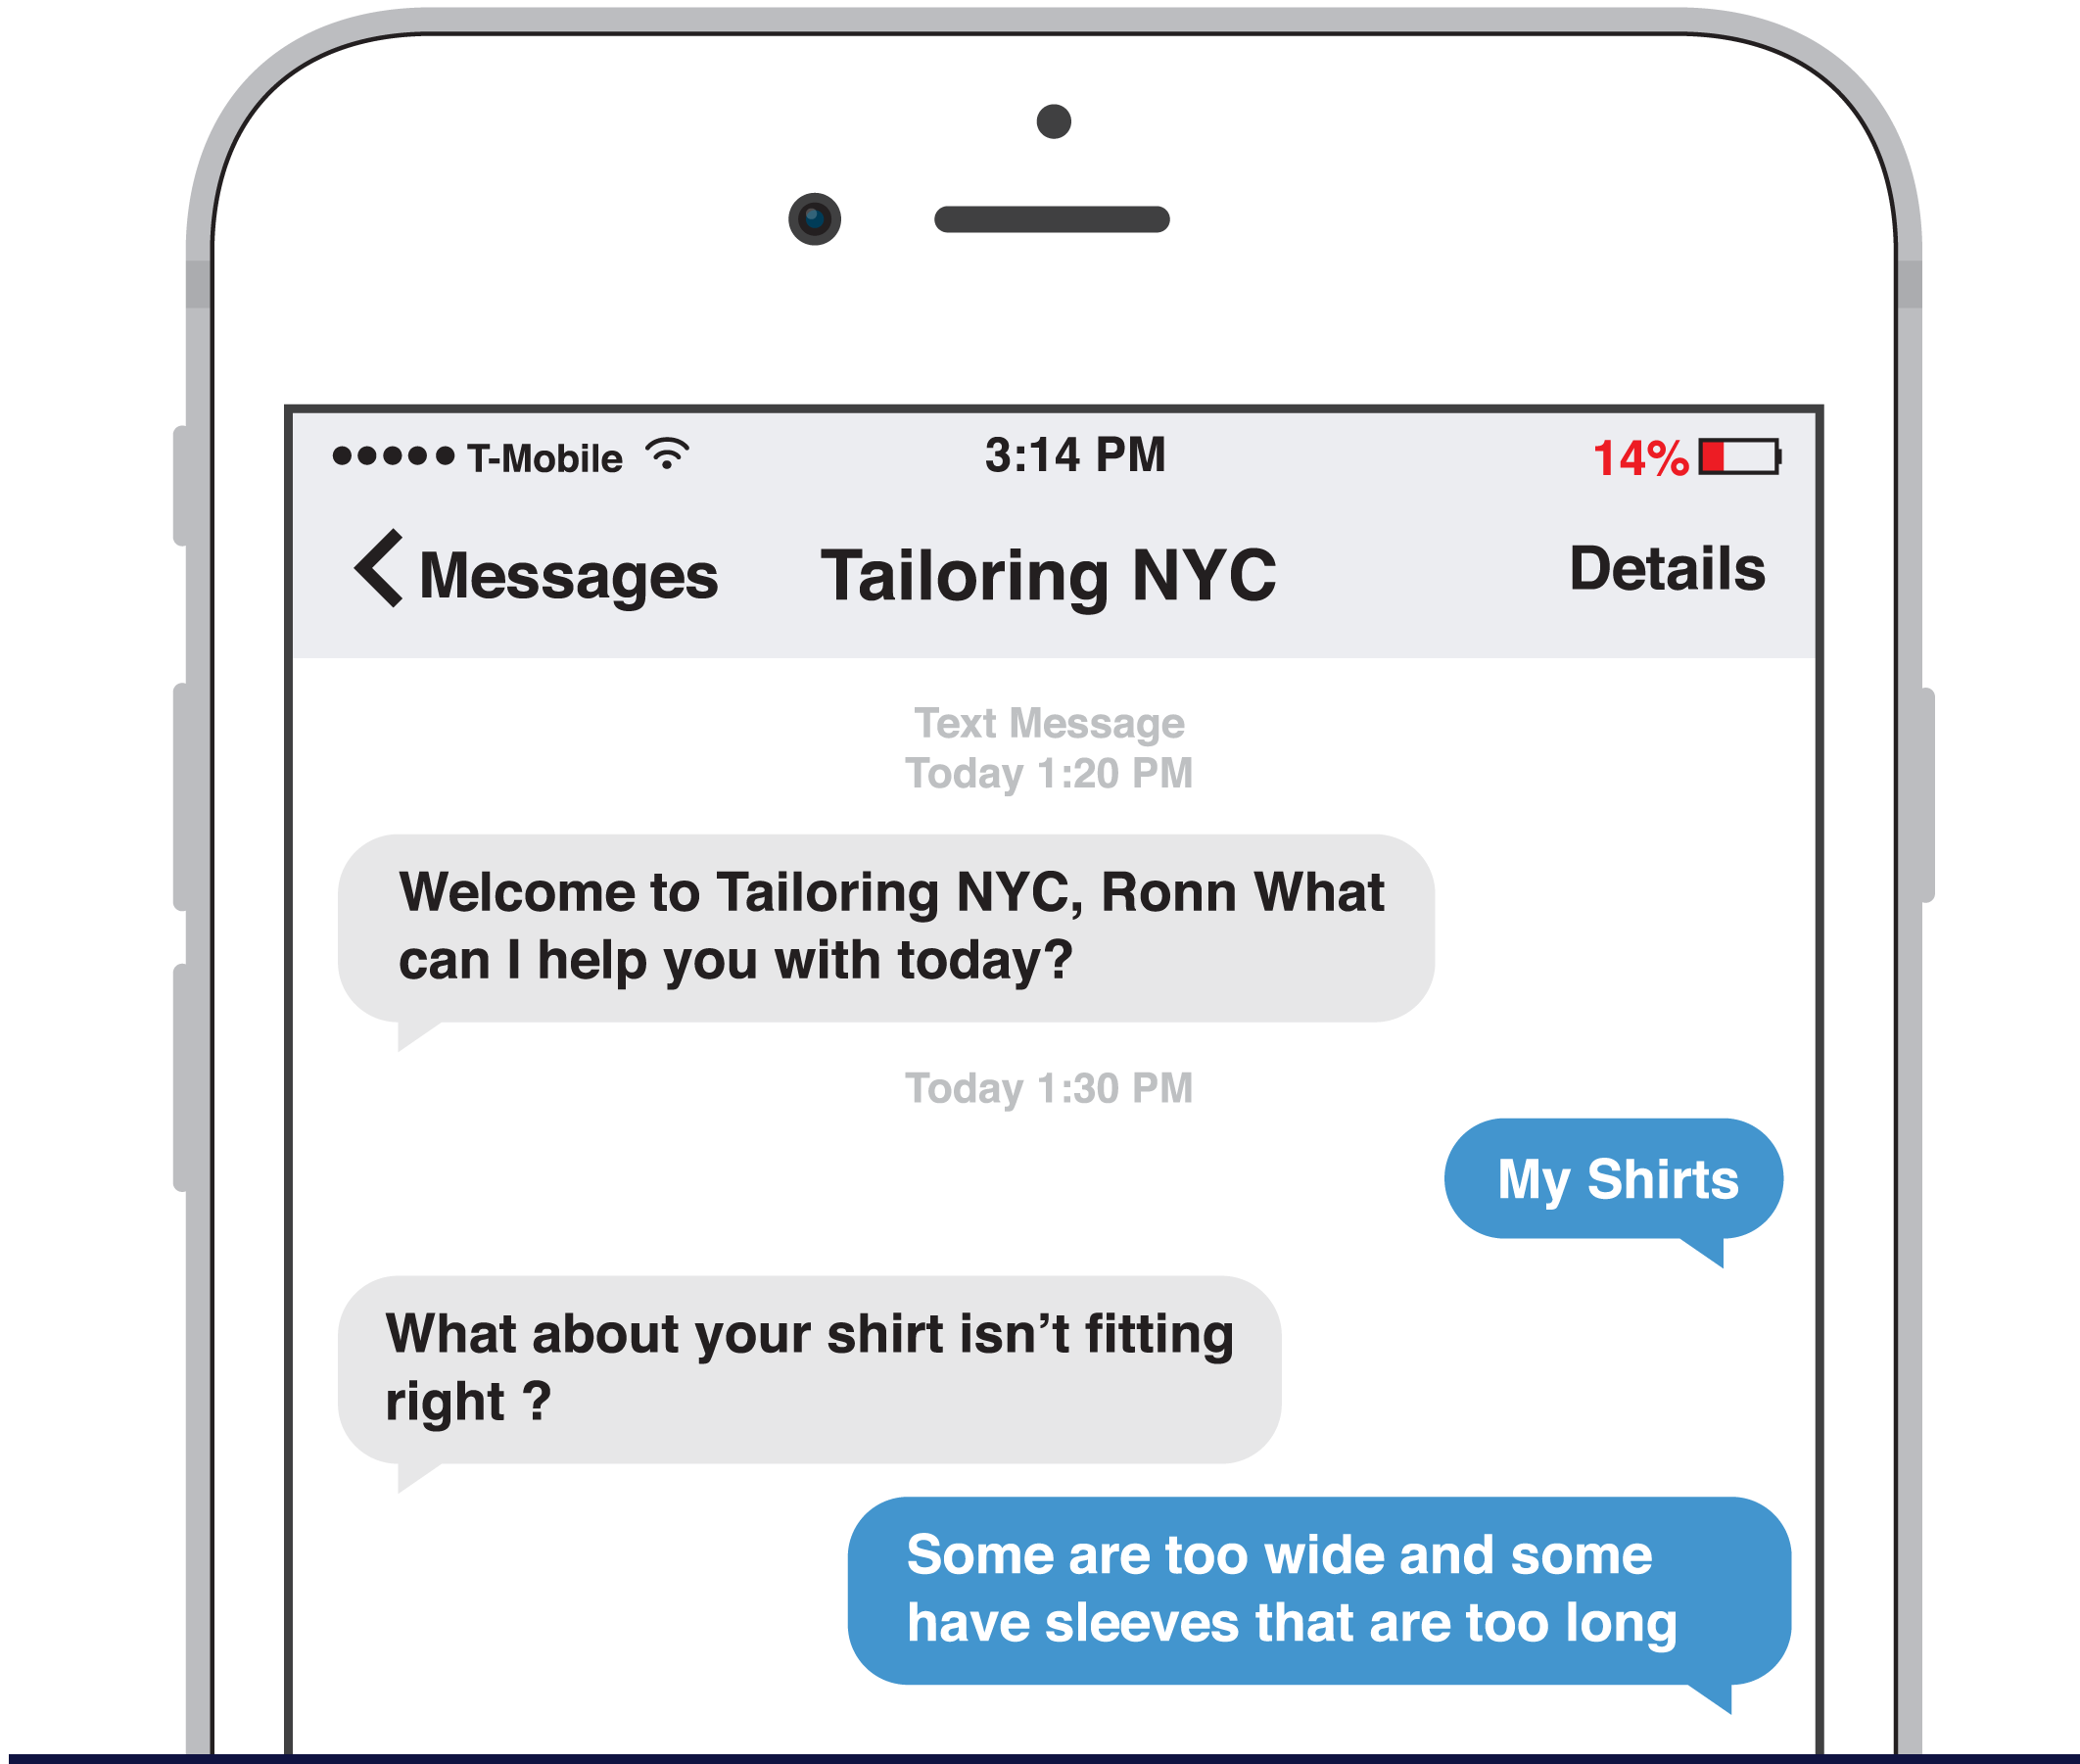 T-Mobile 3:14 PM 14%
Messages Tailoring NYC Details
Text Message
Today 1:20 PM
Welcome to Tailoring NYC, Ronn What
can I help you with today?
Today 1:30 PM
My Shirts
What about your shirt isn’t fitting
right ?
Some are too wide and some
have sleeves that are too long